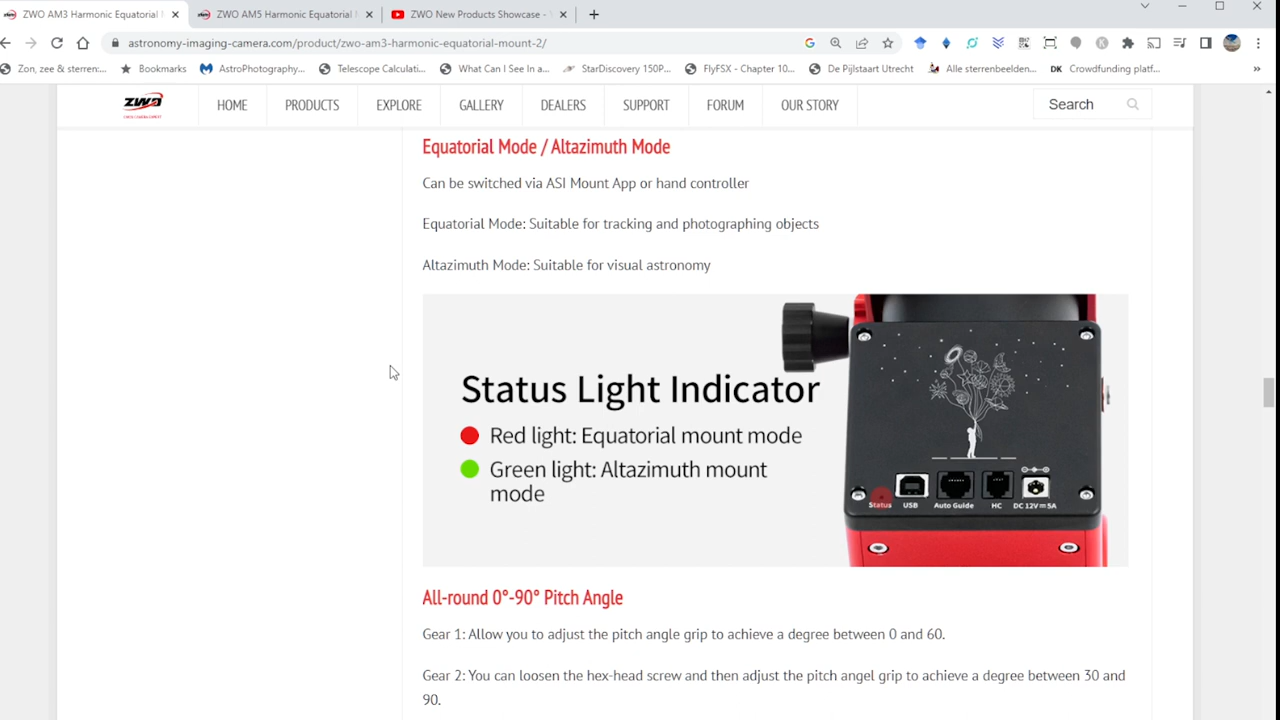 ZWO AM3 Harmonic Equatorial M
ZWO AM5 Harmonic Equatorial M
ZWO New Products Showcase -
astronomy-imaging-camera.com/product/zwo-am3-harmonic-equatorial-mount-2/
Zon, zee & sterren:...
Bookmarks
AstroPhotography...
Telescope Calculati...
What Can I See In a...
StarDiscovery 150P...
FlyFSX - Chapter 10...
De Pijlstaart Utrecht
Alle sterrenbeelden...
DK Crowdfunding platf...
»
ZWO
HOME
PRODUCTS
EXPLORE
GALLERY
DEALERS
SUPPORT
FORUM
OUR STORY
Search
Equatorial Mode / Altazimuth Mode
Can be switched via ASI Mount App or hand controller
Equatorial Mode: Suitable for tracking and photographing objects
Altazimuth Mode: Suitable for visual astronomy
Status Light Indicator
Red light: Equatorial mount mode
Green light: Altazimuth mount
mode
Status USB Auto Guide HC DC 12V⎓5A
All-round 0°-90° Pitch Angle
Gear 1: Allow you to adjust the pitch angle grip to achieve a degree between 0 and 60.
Gear 2: You can loosen the hex-head screw and then adjust the pitch angel grip to achieve a degree between 30 and
90.